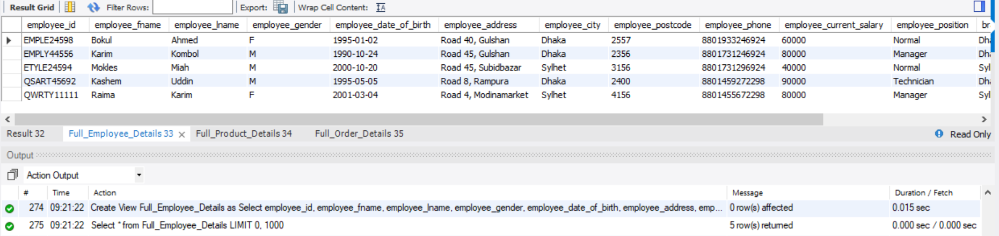 Result Grid Filter Rows: Export: Wrap Cell Content:
employee_id employee_fname employee_lname employee_gender employee_date_of_birth employee_address employee_city employee_postcode employee_phone employee_current_salary employee_position br
EMPLE24598 Bokul Ahmed F 1995-01-02 Road 40, Gulshan Dhaka 2557 8801933246924 60000 Normal Dha
EMPLY44556 Karim Kombol M 1990-10-24 Road 45, Gulshan Dhaka 2356 8801731246924 80000 Manager Dha
ETYLE24594 Mokles Miah M 2000-10-20 Road 45, Subidbazar Sylhet 3156 8801731296924 40000 Normal Syl
QSART45692 Kashem Uddin M 1995-05-05 Road 8, Rampura Dhaka 2400 8801459272298 90000 Technician Dha
QWRTY11111 Raima Karim F 2001-03-04 Road 4, Modinamarket Sylhet 4156 8801455672298 80000 Manager Syl
Result 32 Full_Employee_Details 33 Full_Product_Details 34 Full_Order_Details 35 Read Only
Output
Action Output
# Time Action Message Duration / Fetch
274 09:21:22 Create View Full_Employee_Details as Select employee_id, employee_fname, employee_lname, employee_gender, employee_date_of_birth, employee_address, emp... 0 row(s) affected 0.015 sec
275 09:21:22 Select * from Full_Employee_Details LIMIT 0, 1000 5 row(s) returned 0.000 sec / 0.000 sec